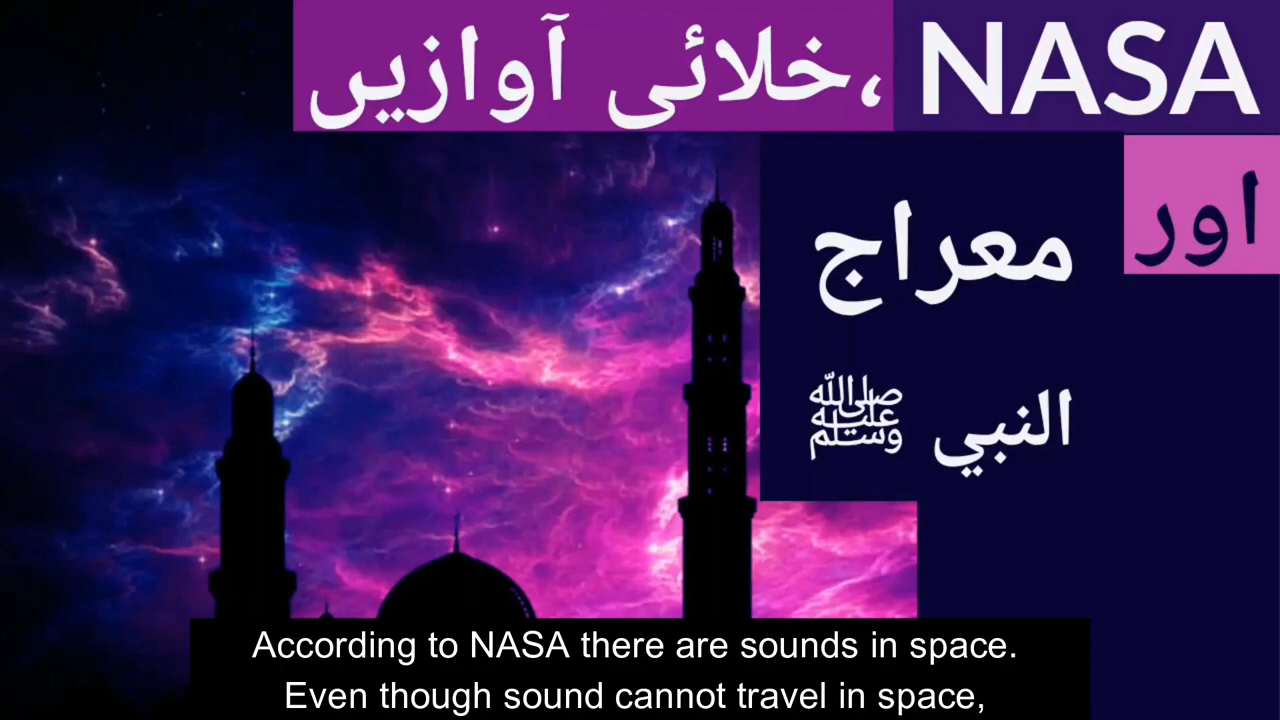 NASA ،خلائی آوازیں
اور
معراج
النبي ﷺ
According to NASA there are sounds in space.
Even though sound cannot travel in space,